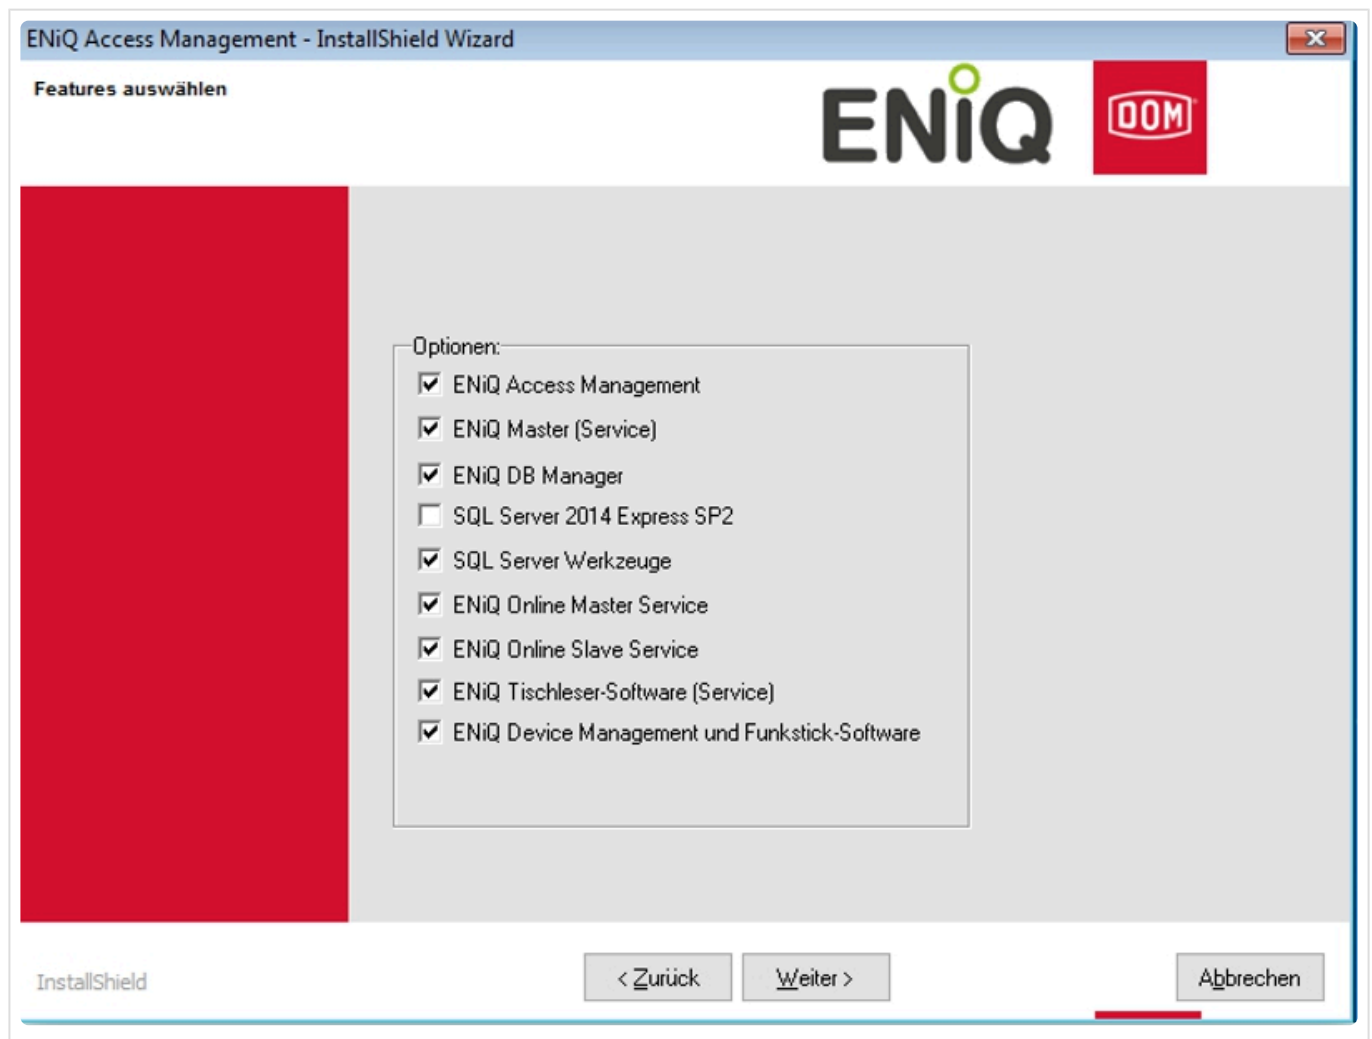 ENiQ Access Management - InstallShield Wizard
Features auswählen
ENiQ
DOM
Optionen:
ENiQ Access Management
ENiQ Master (Service)
ENiQ DB Manager
SQL Server 2014 Express SP2
SQL Server Werkzeuge
ENiQ Online Master Service
ENiQ Online Slave Service
ENiQ Tischleser-Software (Service)
ENiQ Device Management und Funkstick-Software
InstallShield
< Zurück
Weiter >
Abbrechen